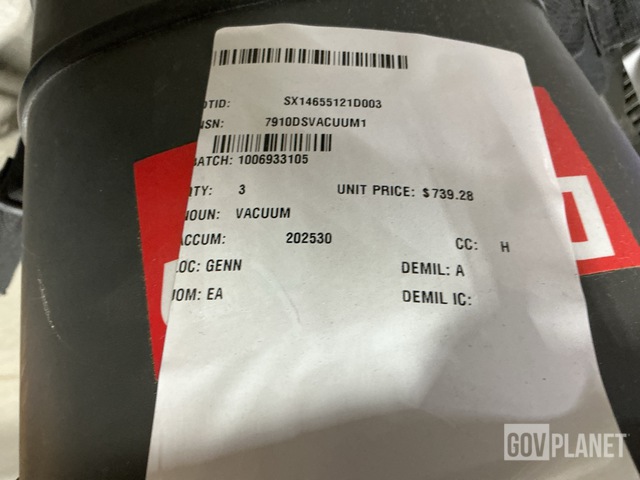 DTID: SX14655121D003
NSN: 7910DSVACUUM1
BATCH: 1006933105
QTY: 3 UNIT PRICE: $739.28
NOUN: VACUUM
ACCUM: 202530 CC: H
LOC: GENN DEMIL: A
UOM: EA DEMIL IC:
GOVPLANET